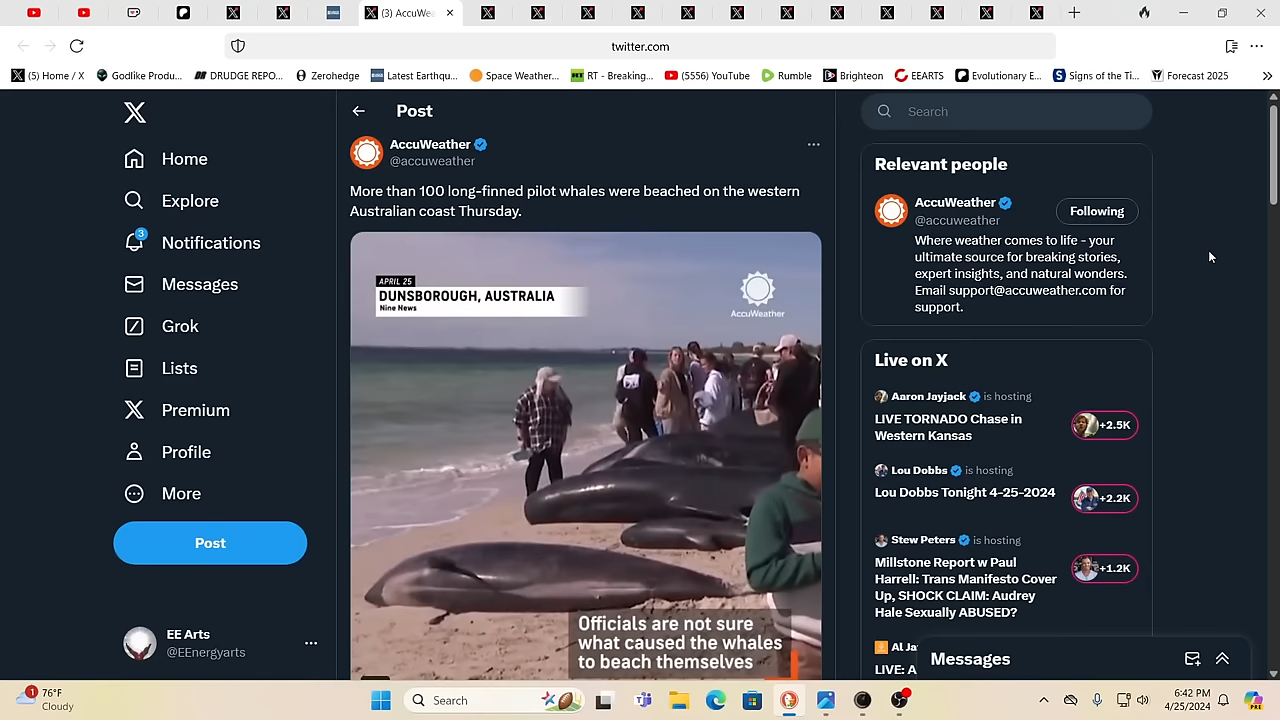 (3) AccuWea
twitter.com
(5) Home / X
Godlike Produ...
DRUDGE REPO...
Zerohedge
Latest Earthqu...
Space Weather...
RT - Breaking...
(5556) YouTube
Rumble
Brighteon
EEARTS
Evolutionary E...
Signs of the Ti...
Forecast 2025
Home
Explore
3
Notifications
Messages
Grok
Lists
Premium
Profile
More
Post
EE Arts
@EEnergyarts
Post
AccuWeather
@accuweather
More than 100 long-finned pilot whales were beached on the western
Australian coast Thursday.
APRIL 25
DUNSBOROUGH, AUSTRALIA
Nine News
AccuWeather
Officials are not sure
what caused the whales
to beach themselves
Search
Relevant people
AccuWeather
@accuweather
Following
Where weather comes to life - your
ultimate source for breaking stories,
expert insights, and natural wonders.
Email support@accuweather.com for
support.
Live on X
Aaron Jayjack is hosting
LIVE TORNADO Chase in
Western Kansas
+2.5K
Lou Dobbs is hosting
Lou Dobbs Tonight 4-25-2024
+2.2K
Stew Peters is hosting
Millstone Report w Paul
Harrell: Trans Manifesto Cover
Up, SHOCK CLAIM: Audrey
Hale Sexually ABUSED?
+1.2K
Al Ja
LIVE: A
Messages
1
76°F
Cloudy
Search
6:42 PM
4/25/2024
PRE